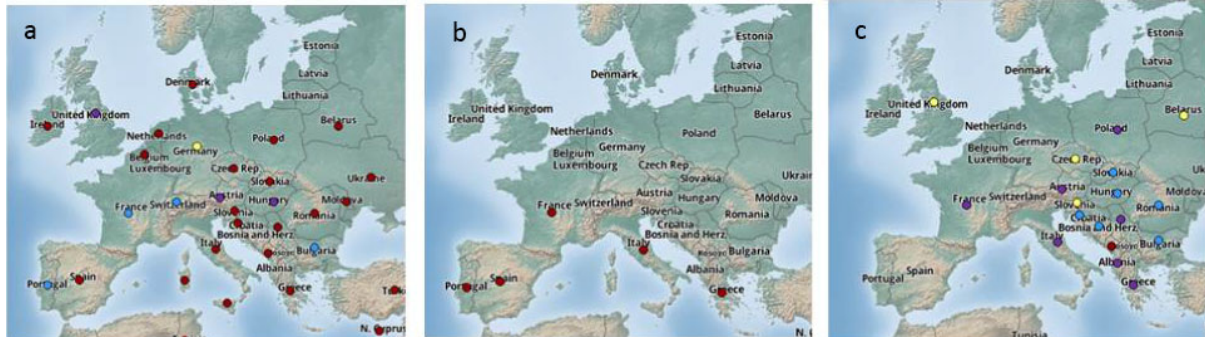 a
Estonia
Latvia
Denmark
Lithuania
United Kingdom
Ireland
Belarus
Netherlands
Poland
Germany
Belgium
Luxembourg
Czech Rep.
Slovakia
Ukraine
Austria
Hungary
Moldova
France
Switzerland
Slovenia
Romania
Croatia
Bosnia and Herz.
Italy
Kosovo
Bulgaria
Albania
Portugal
Spain
Greece
N. Cyprus
b
Estonia
Latvia
Denmark
Lithuania
United Kingdom
Ireland
Belarus
Netherlands
Poland
Germany
Belgium
Luxembourg
Czech Rep.
Slovakia
Ukrain
Austria
Hungary
Moldova
France
Switzerland
Slovenia
Romania
Croatia
Bosnia and Herz.
Italy
Kosovo
Bulgaria
Albania
Portugal
Spain
Greece
N.
c
Estonia
Latvia
Denmark
Lithuania
United Kingdom
Ireland
Belarus
Netherlands
Poland
Germany
Belgium
Luxembourg
Czech Rep.
Slovakia
Austria
Hungary
Moldova
France
Switzerland
Slovenia
Romania
Croatia
Bosnia and Herz.
Italy
Bulgaria
Albania
Portugal
Spain
Greece
Tunisia